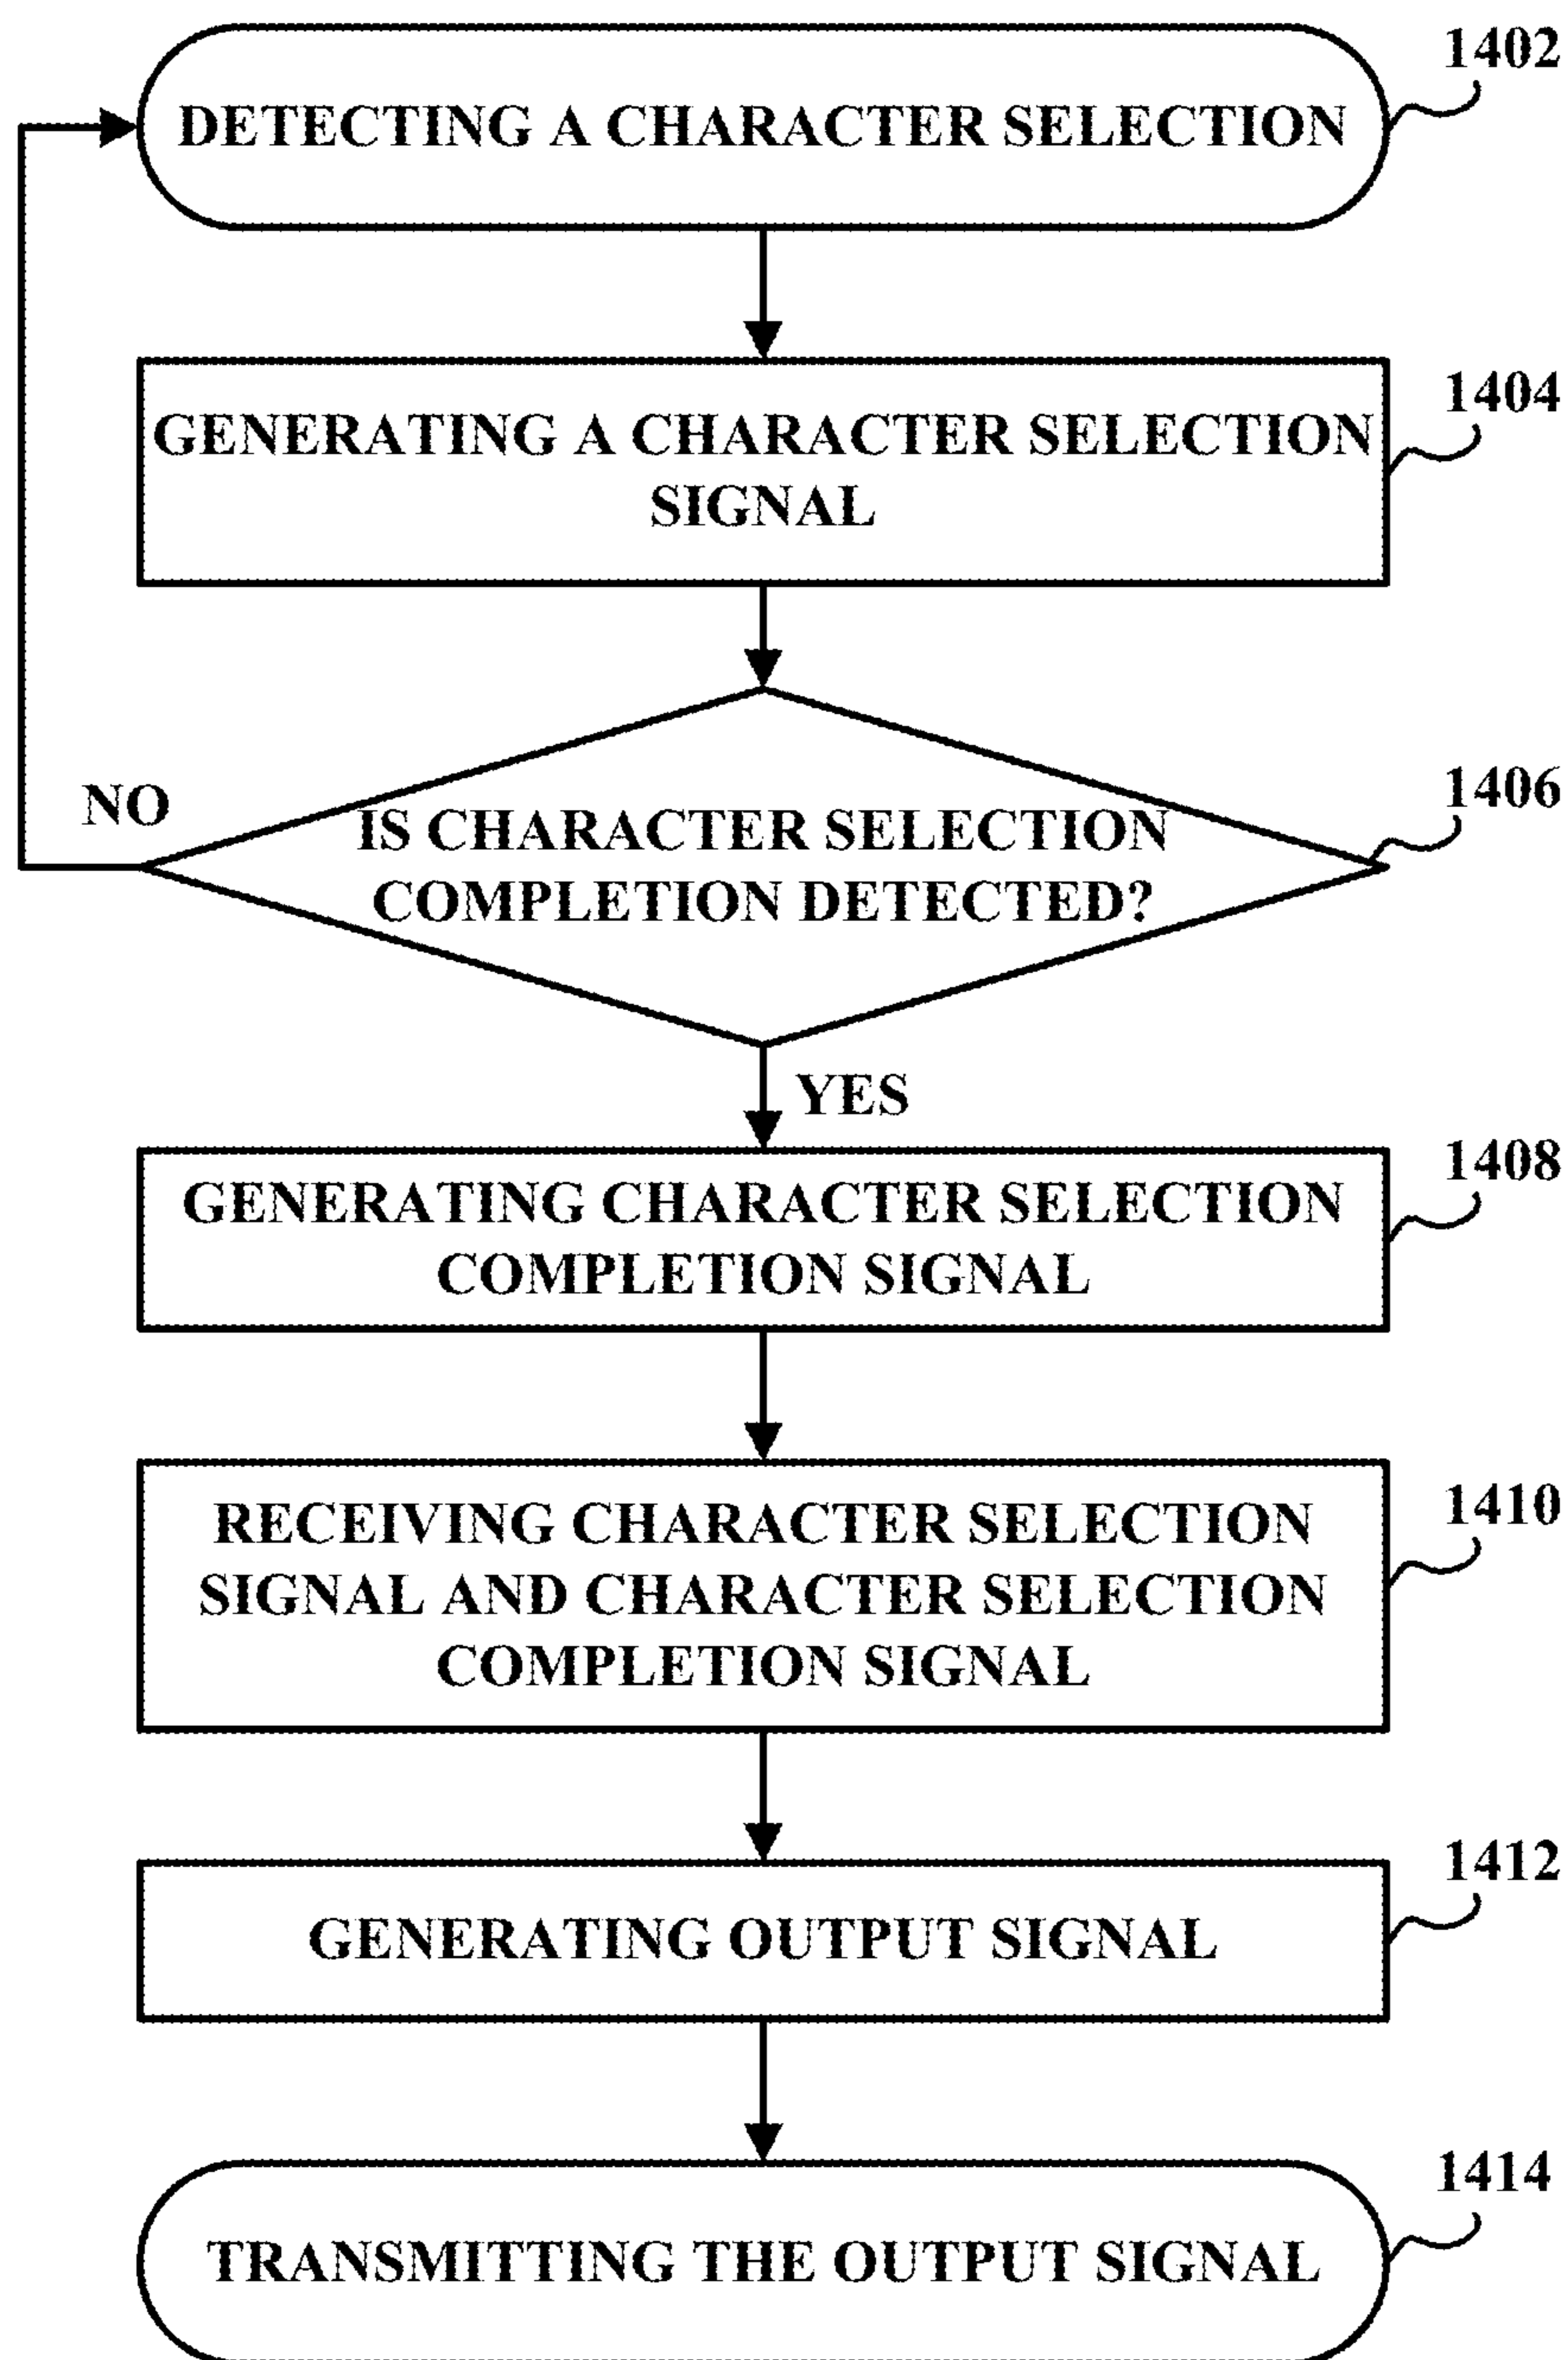 1402
DETECTING A CHARACTER SELECTION
1404
GENERATING A CHARACTER SELECTION
SIGNAL
1406
NO
IS CHARACTER SELECTION
COMPLETION DETECTED?
YES
1408
GENERATING CHARACTER SELECTION
COMPLETION SIGNAL
1410
RECEIVING CHARACTER SELECTION
SIGNAL AND CHARACTER SELECTION
COMPLETION SIGNAL
1412
GENERATING OUTPUT SIGNAL
1414
TRANSMITTING THE OUTPUT SIGNAL